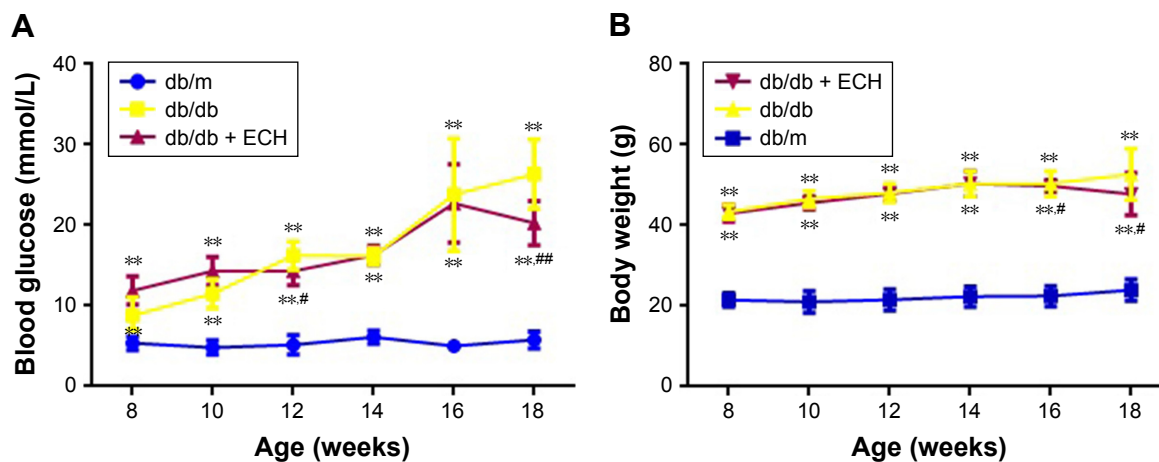 A
Blood glucose (mmol/L)
40
30
20
10
0
db/m
db/db
db/db + ECH
** ** ** ** ** **
** ** **,# ** ** **,##
8 10 12 14 16 18
Age (weeks)
B
Body weight (g)
80
60
40
20
0
db/db + ECH
db/db
db/m
** ** ** ** ** **
** ** ** ** **,# **,#
8 10 12 14 16 18
Age (weeks)